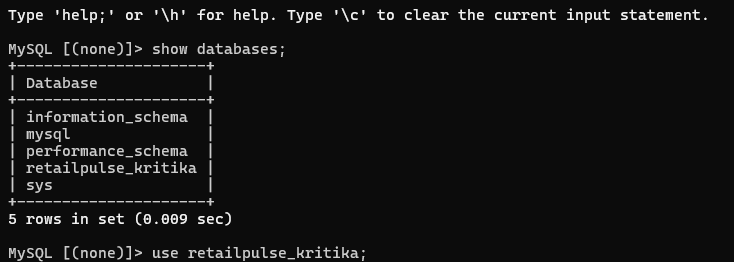 Type 'help;' or '\h' for help. Type '\c' to clear the current input statement.
MySQL [(none)]> show databases;
+--------------------+
| Database           |
+--------------------+
| information_schema |
| mysql              |
| performance_schema |
| retailpulse_kritika |
| sys                |
+--------------------+
5 rows in set (0.009 sec)
MySQL [(none)]> use retailpulse_kritika;